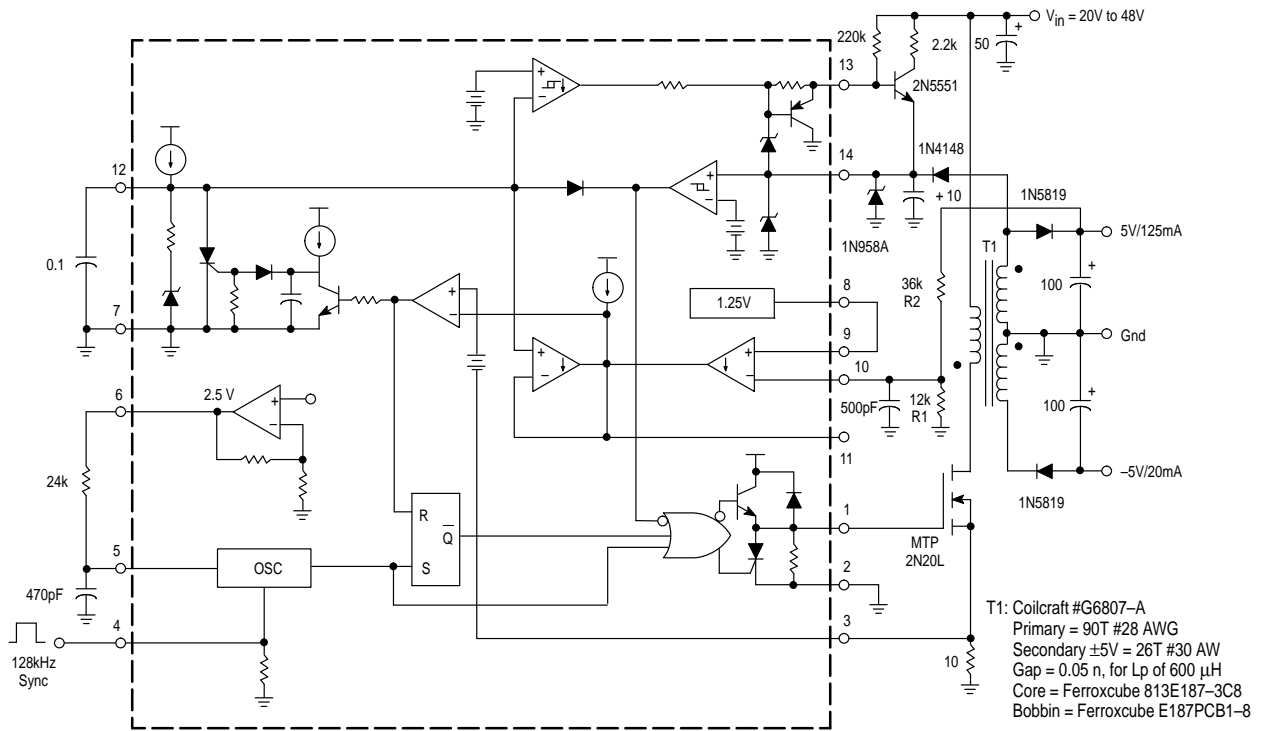 Vin = 20V to 48V
220k
2.2k
50
+
13
2N5551
14
1N4148
+ 10
1N5819
12
1N958A
5V/125mA
T1
+
100
0.1
36k
R2
8
1.25V
+
−
7
9
Gnd
10
6
2.5 V
500pF
12k
R1
100
+
11
24k
−5V/20mA
1N5819
R
Q
S
1
MTP
2N20L
5
OSC
2
470pF
3
4
10
128kHz
Sync
T1: Coilcraft #G6807–A
Primary = 90T #28 AWG
Secondary ±5V = 26T #30 AW
Gap = 0.05 n, for Lp of 600 µH
Core = Ferroxcube 813E187–3C8
Bobbin = Ferroxcube E187PCB1–8